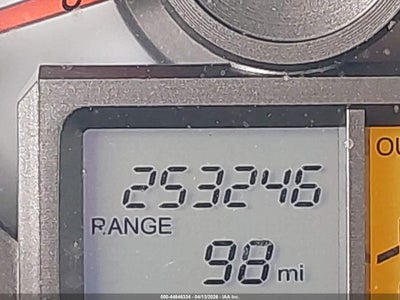 OU
253246
RANGE
98 mi
000-44848334 - 04/13/2026 - IAA Inc.